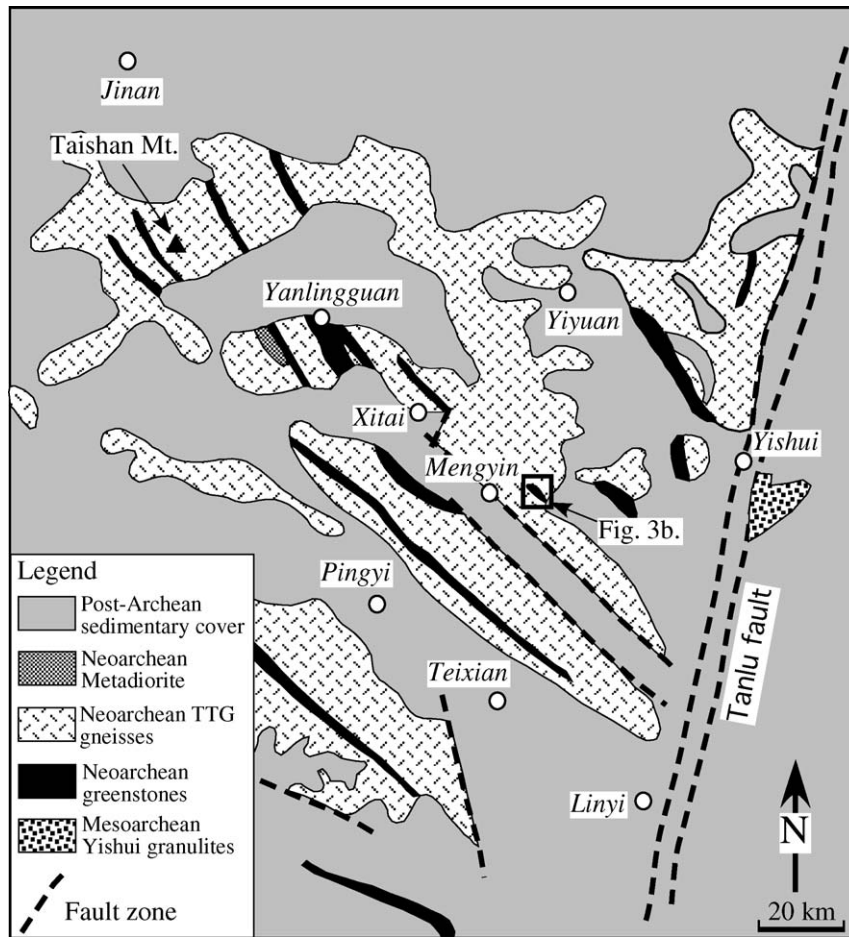 Jinan
Taishan Mt.
Yanlingguan
Yiyuan
Xitai
Mengyin
Yishui
Fig. 3b.
Pingyi
Teixian
Linyi
Tanlu fault
Legend
Post-Archean
sedimentary cover
Neoarchean
Metadiorite
Neoarchean TTG
gneisses
Neoarchean
greenstones
Mesoarchean
Yishui granulites
Fault zone
N
20 km